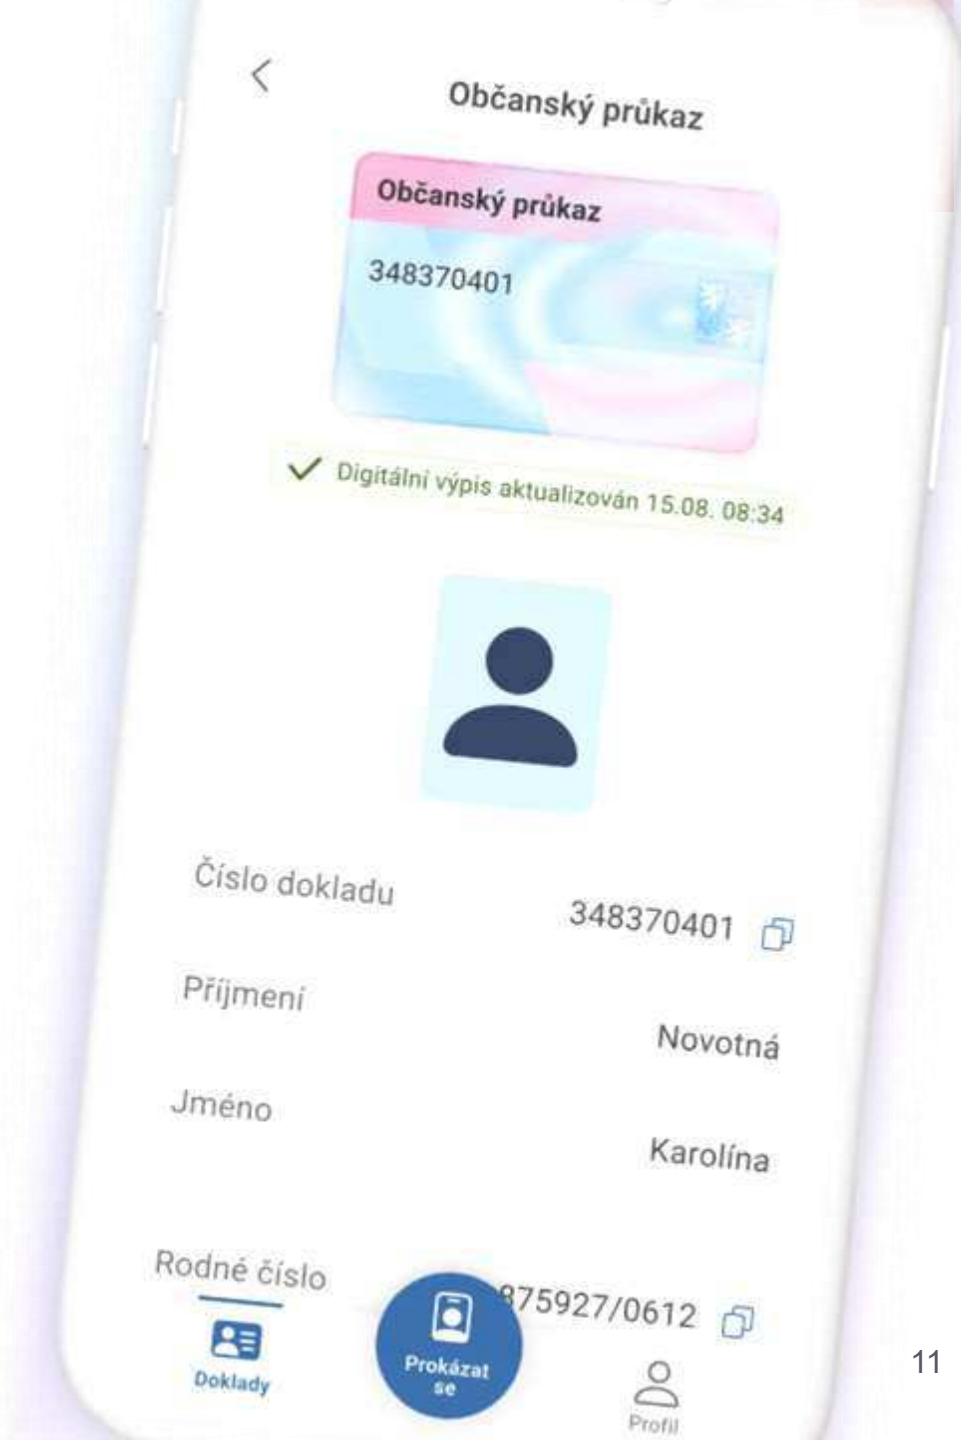 Občanský průkaz
Občanský průkaz
348370401
Digitální výpis aktualizován 15.08. 08:34
Číslo dokladu 348370401
Příjmení Novotná
Jméno Karolína
Rodné číslo 875927/0612
Doklady
Prokázat
se
Profil
11